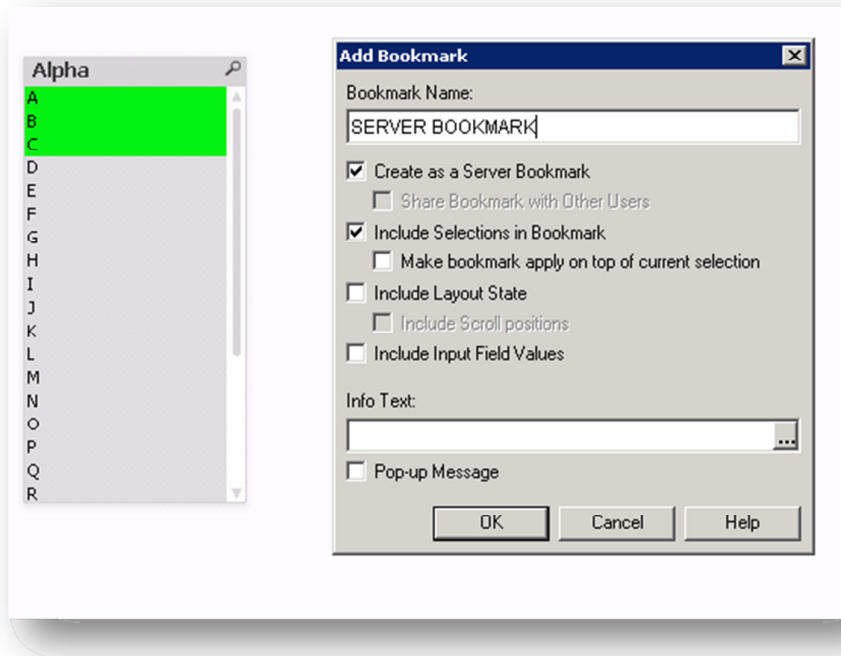 Alpha
A
B
C
D
E
F
G
H
I
J
K
L
M
N
O
P
Q
R
Add Bookmark
Bookmark Name:
SERVER BOOKMARK
Create as a Server Bookmark
Share Bookmark with Other Users
Include Selections in Bookmark
Make bookmark apply on top of current selection
Include Layout State
Include Scroll positions
Include Input Field Values
Info Text:
...
Pop-up Message
OK Cancel Help